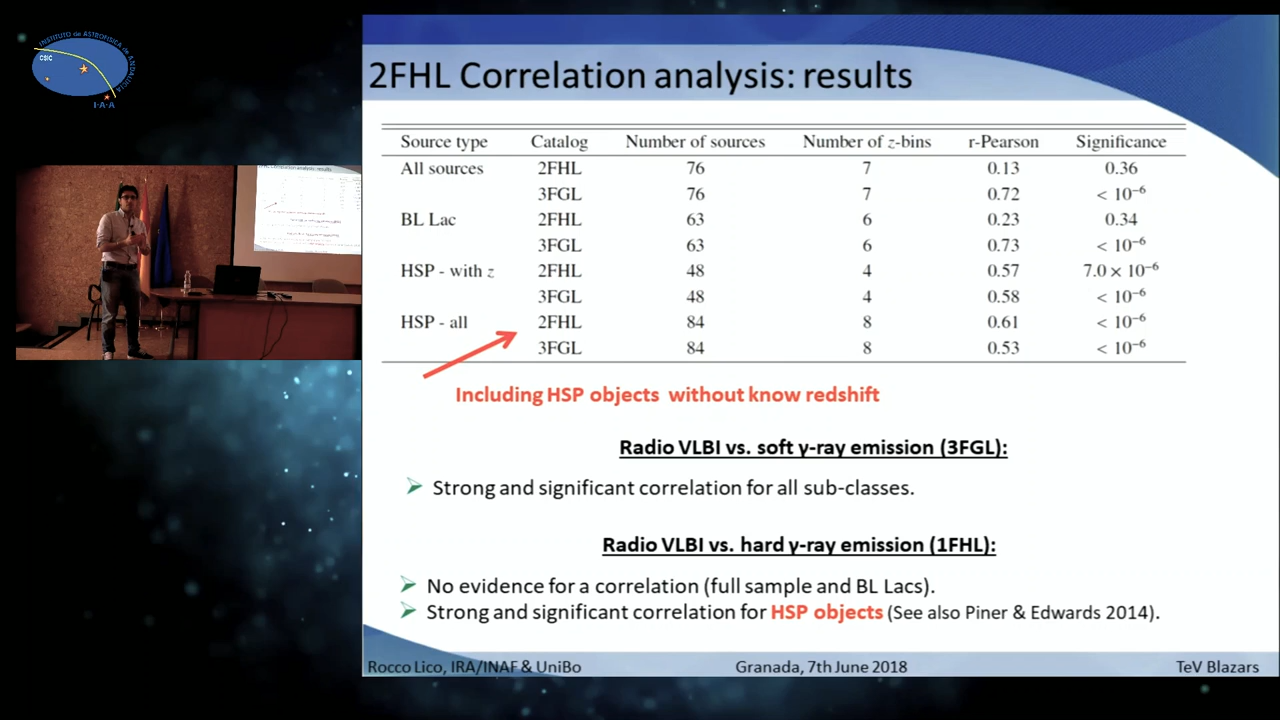 INSTITUTO de ASTROFISICA de ANDALUCIA
CSIC
I-A-A
2FHL Correlation analysis: results
Source type Catalog Number of sources Number of z-bins r-Pearson Significance
All sources 2FHL 76 7 0.13 0.36
3FGL 76 7 0.72 < 10⁻⁶
BL Lac 2FHL 63 6 0.23 0.34
3FGL 63 6 0.73 < 10⁻⁶
HSP - with z 2FHL 48 4 0.57 7.0 × 10⁻⁶
3FGL 48 4 0.58 < 10⁻⁶
HSP - all 2FHL 84 8 0.61 < 10⁻⁶
3FGL 84 8 0.53 < 10⁻⁶
Including HSP objects without know redshift
Radio VLBI vs. soft γ-ray emission (3FGL):
Strong and significant correlation for all sub-classes.
Radio VLBI vs. hard γ-ray emission (1FHL):
No evidence for a correlation (full sample and BL Lacs).
Strong and significant correlation for HSP objects (See also Piner & Edwards 2014).
Rocco Lico, IRA/INAF & UniBo Granada, 7th June 2018 TeV Blazars